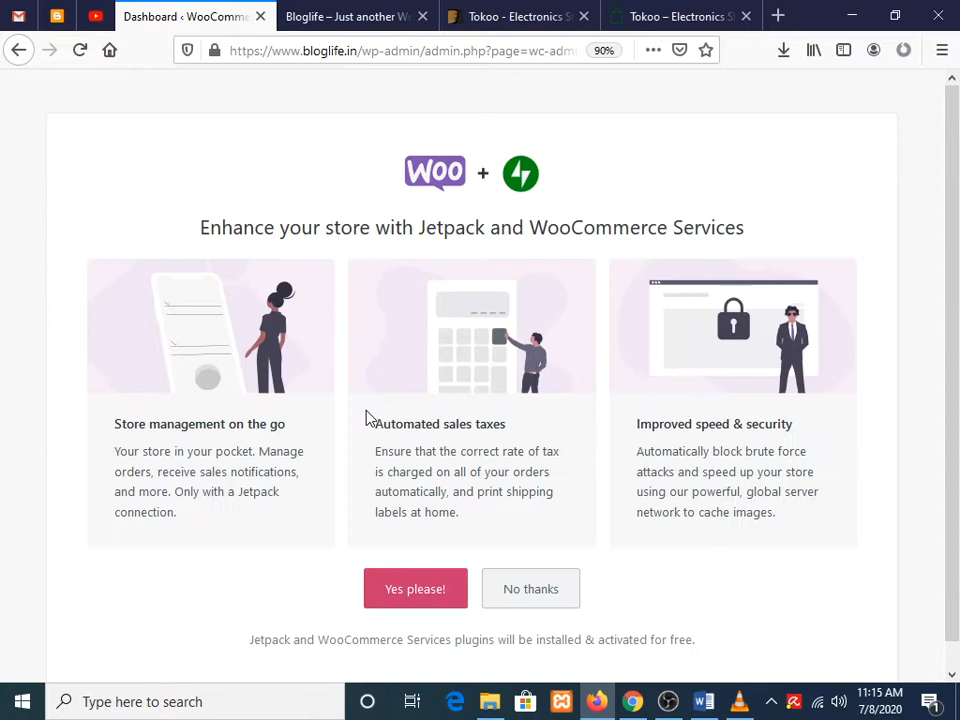 Dashboard ‹ WooComme
Bloglife – Just another Wo
Tokoo - Electronics St
Tokoo – Electronics S
https://www.bloglife.in/wp-admin/admin.php?page=wc-adm
90%
WOO +
Enhance your store with Jetpack and WooCommerce Services
Store management on the go
Your store in your pocket. Manage
orders, receive sales notifications,
and more. Only with a Jetpack
connection.
Automated sales taxes
Ensure that the correct rate of tax
is charged on all of your orders
automatically, and print shipping
labels at home.
Improved speed & security
Automatically block brute force
attacks and speed up your store
using our powerful, global server
network to cache images.
Yes please!
No thanks
Jetpack and WooCommerce Services plugins will be installed & activated for free.
Type here to search
11:15 AM
7/8/2020
1